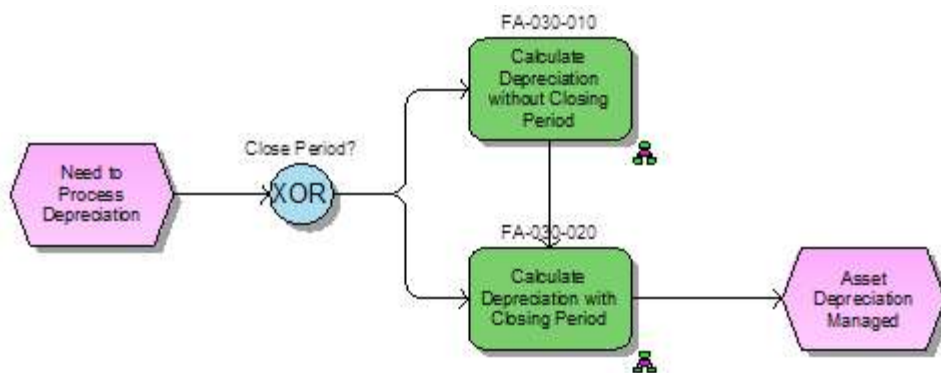 FA-030-010
Calculate
Depreciation
without Closing
Period
Close Period?
Need to
Process
Depreciation
XOR
FA-030-020
Calculate
Depreciation with
Closing Period
Asset
Depreciation
Managed